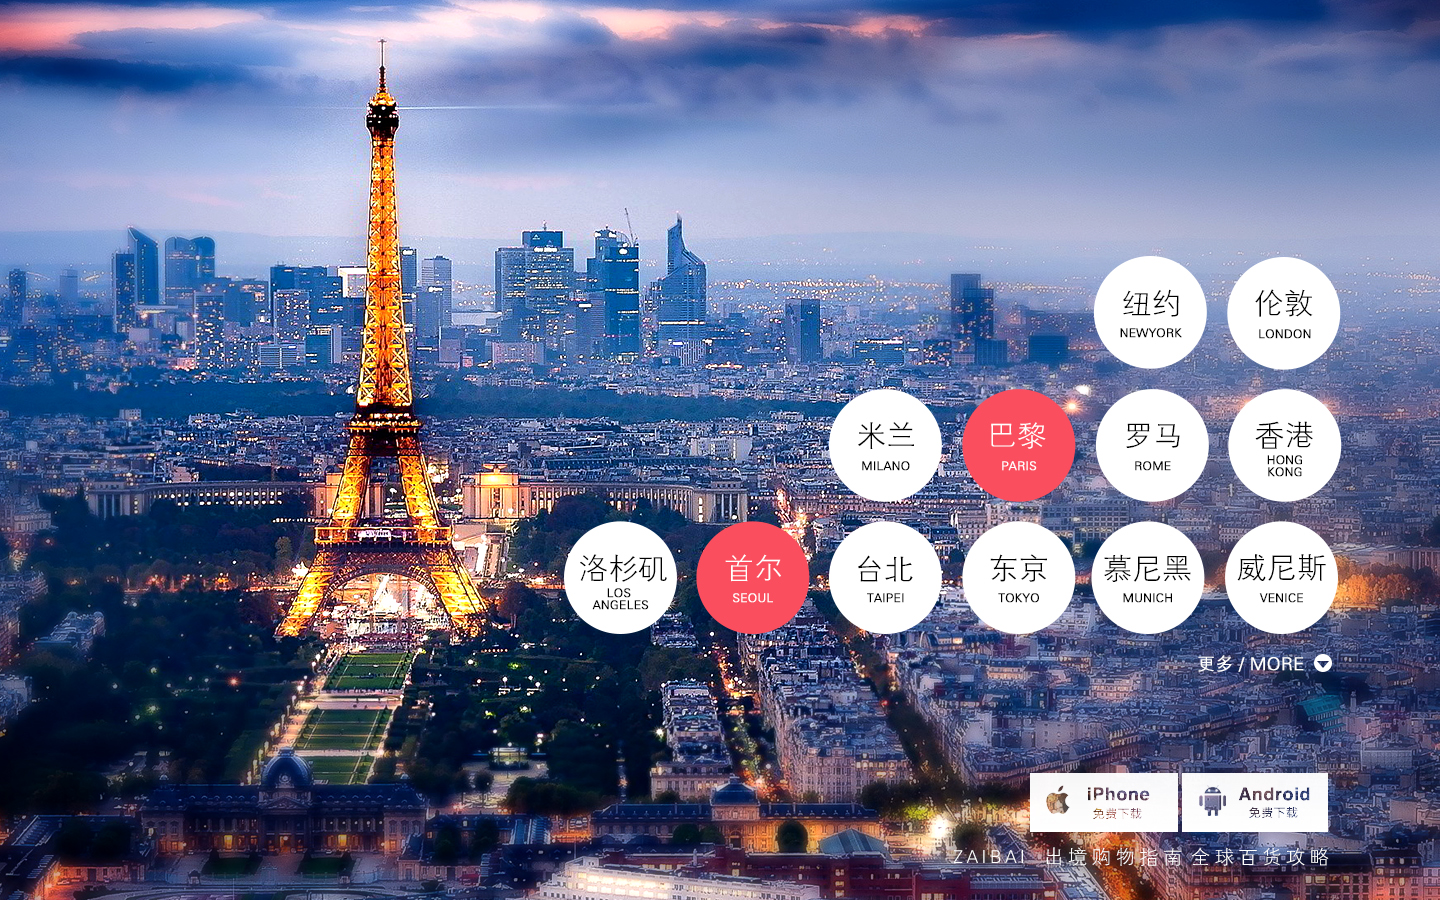 纽约
NEWYORK
伦敦
LONDON
米兰
MILANO
巴黎
PARIS
罗马
ROME
香港
HONG
KONG
洛杉矶
LOS
ANGELES
首尔
SEOUL
台北
TAIPEI
东京
TOKYO
慕尼黑
MUNICH
威尼斯
VENICE
更多 / MORE
iPhone
免费下载
Android
免费下载
ZAIBAI 出境购物指南 全球百货攻略